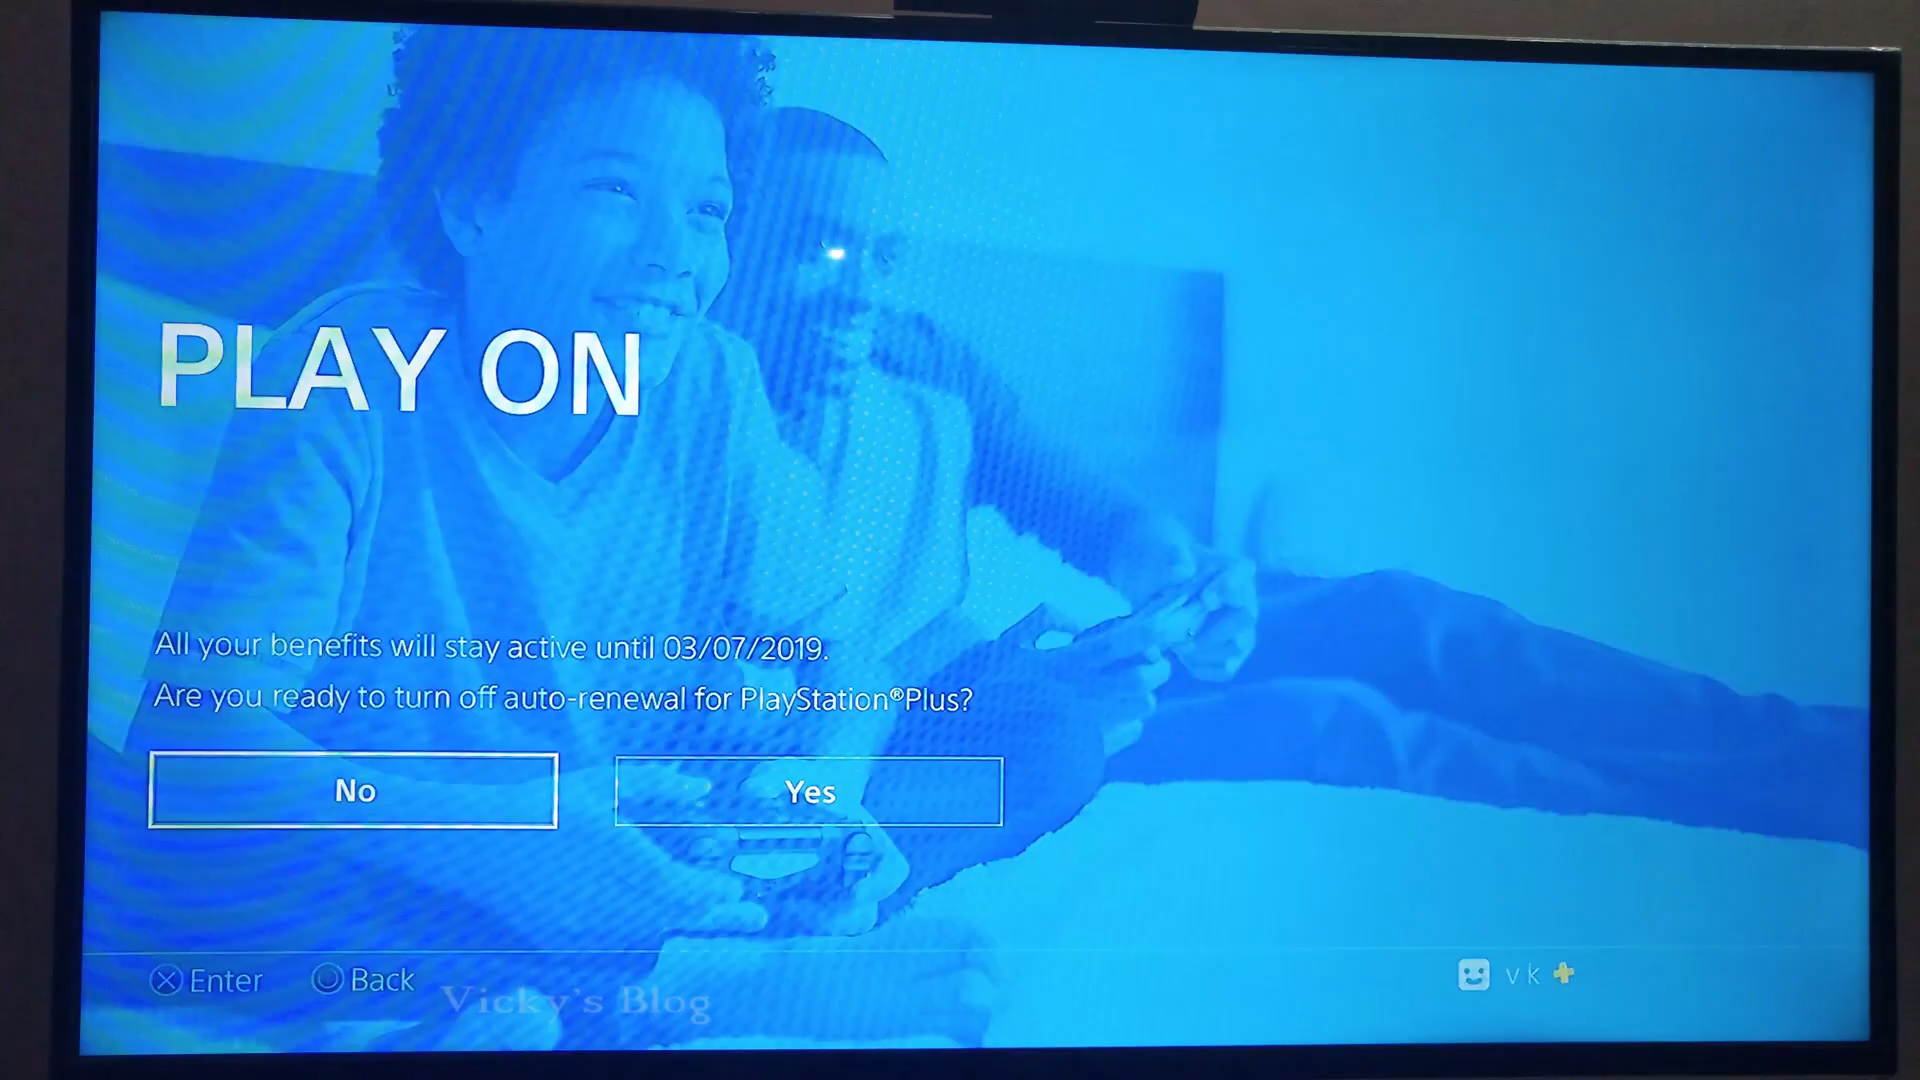 PLAY ON
All your benefits will stay active until 03/07/2019.
Are you ready to turn off auto-renewal for PlayStation®Plus?
No
Yes
Enter
Back
Vicky's Blog
vk